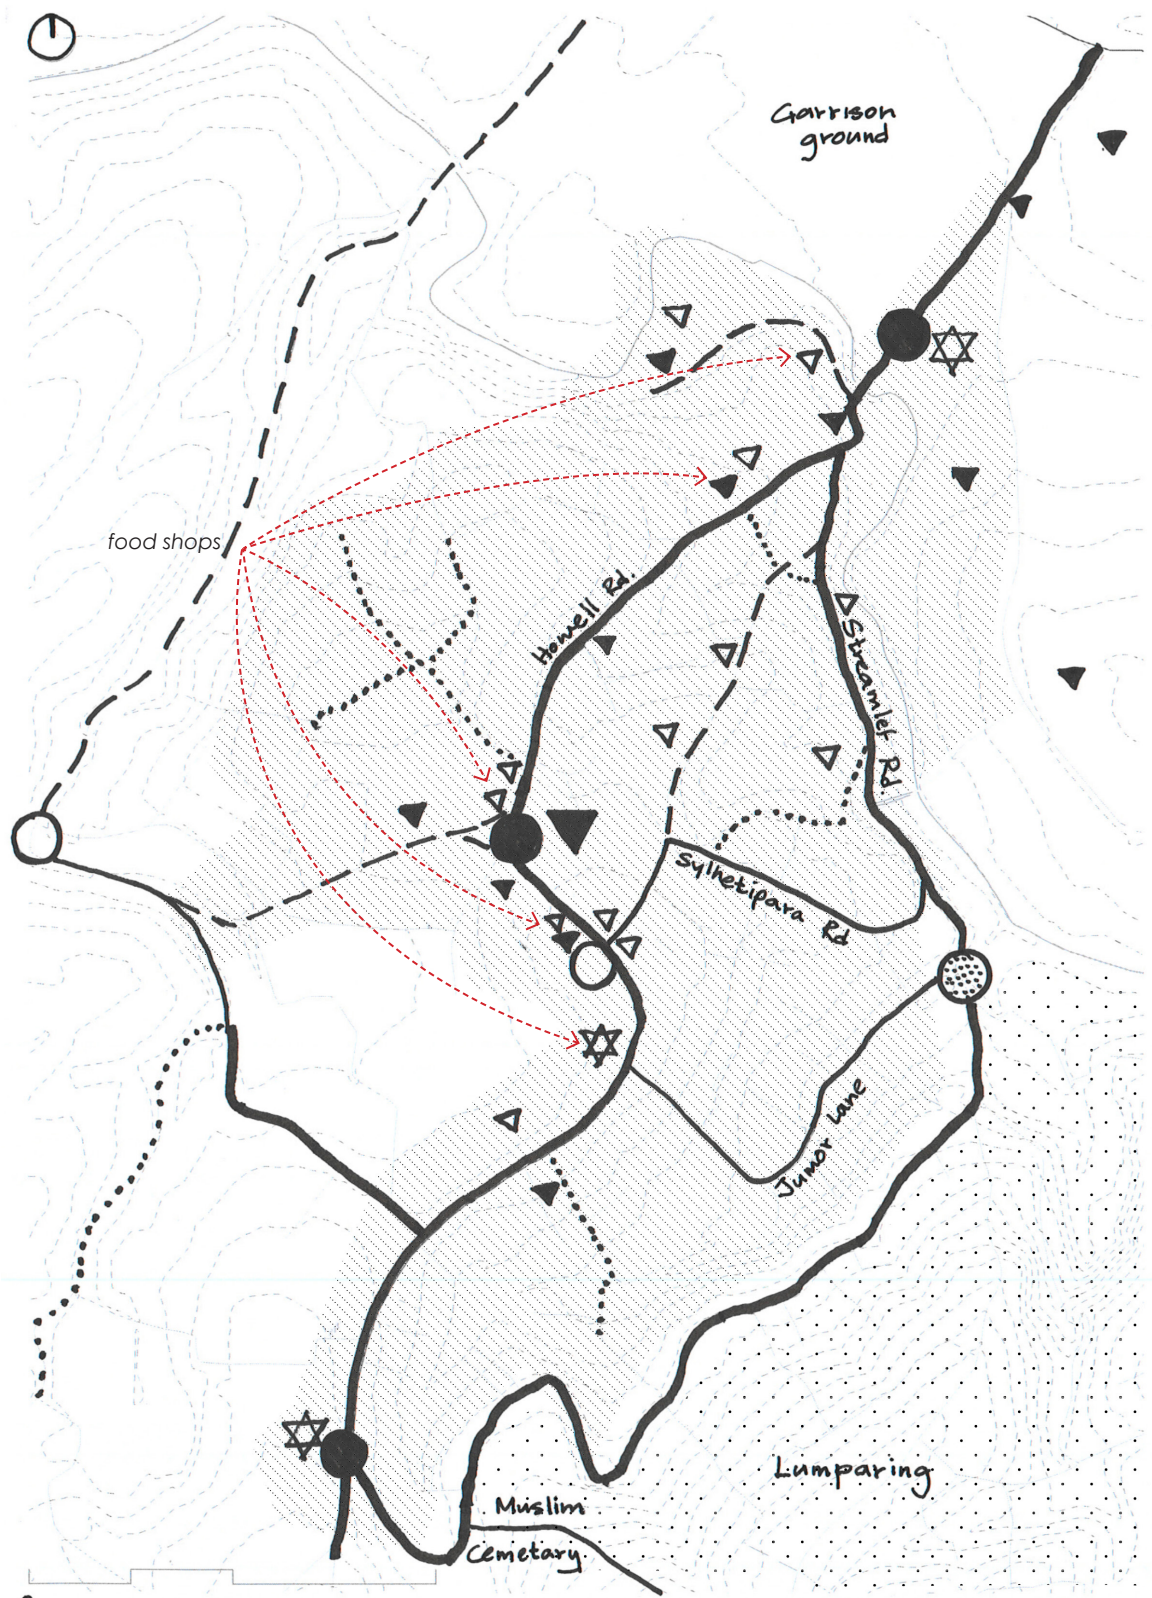 Garrison
ground
food shops
Howell Rd.
Streamlet Rd.
Sylhetipara Rd
Jumor Lane
Lumparing
Muslim
Cemetary